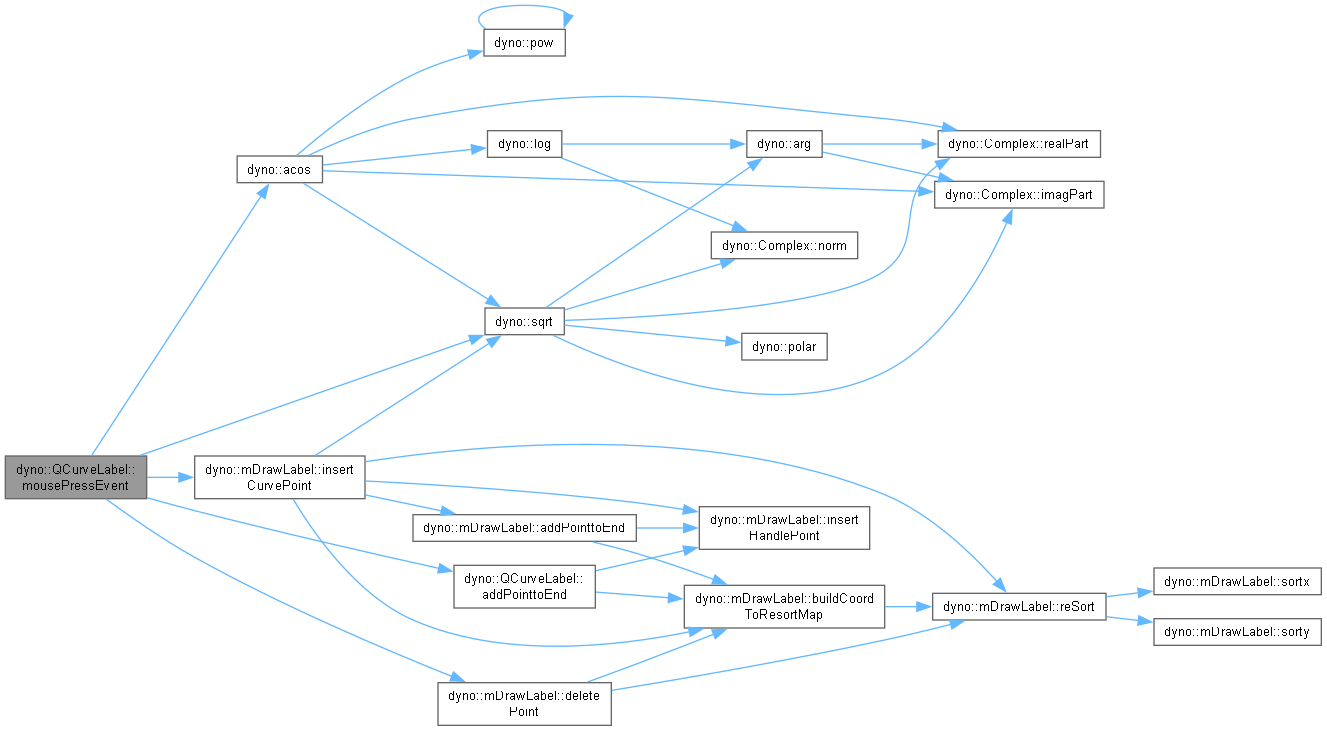 dyno::pow
dyno::log
dyno::arg
dyno::Complex::realPart
dyno::acos
dyno::Complex::imagPart
dyno::Complex::norm
dyno::sqrt
dyno::polar
dyno::QCurveLabel::
mousePressEvent
dyno::mDrawLabel::insert
CurvePoint
dyno::mDrawLabel::addPointtoEnd
dyno::mDrawLabel::insert
HandlePoint
dyno::QCurveLabel::
addPointtoEnd
dyno::mDrawLabel::buildCoord
ToResortMap
dyno::mDrawLabel::reSort
dyno::mDrawLabel::sortx
dyno::mDrawLabel::sorty
dyno::mDrawLabel::delete
Point